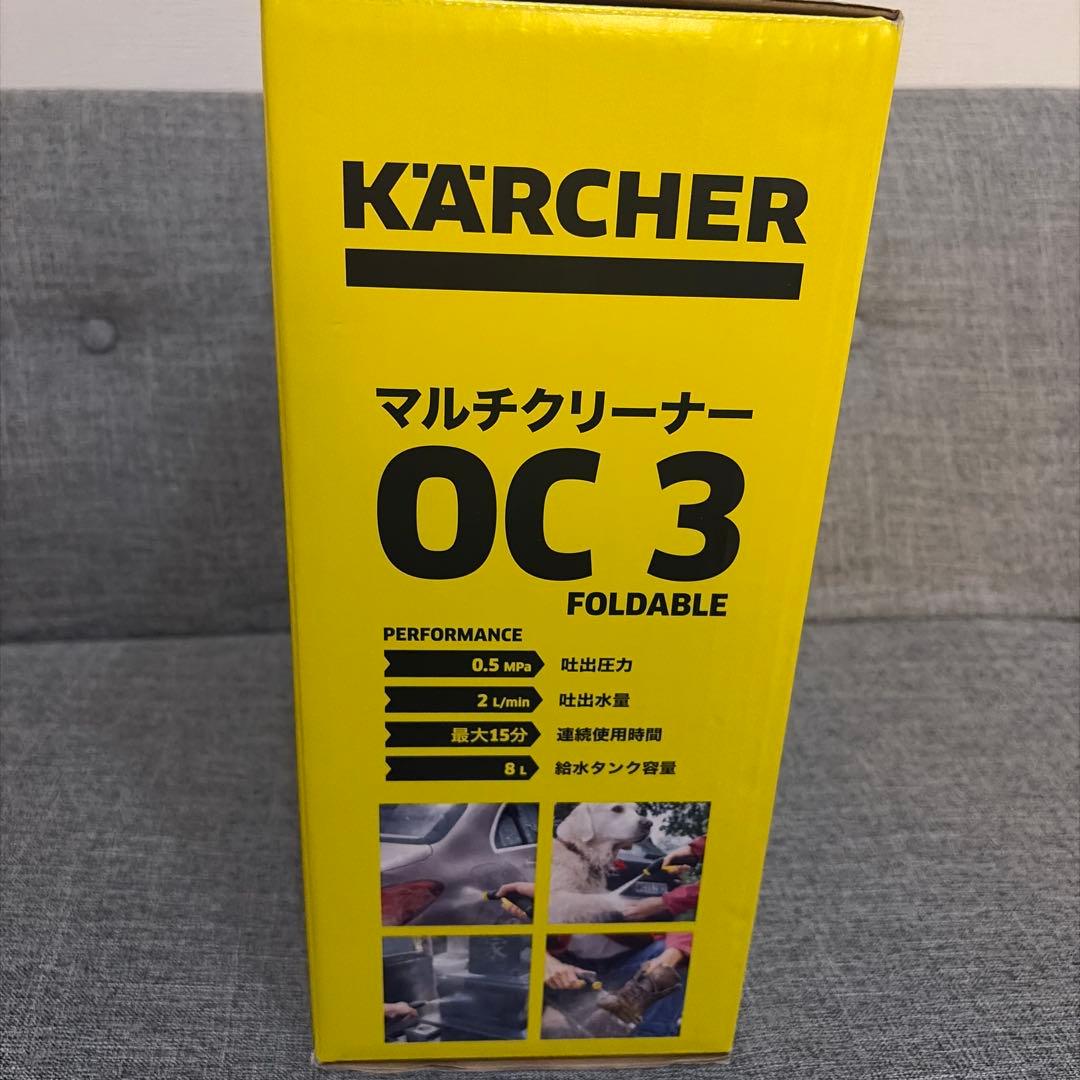 KÄRCHER
マルチクリーナー
OC 3
FOLDABLE
PERFORMANCE
0.5 MPa 吐出圧力
2 L/min 吐出水量
最大15分 連続使用時間
8 L 給水タンク容量